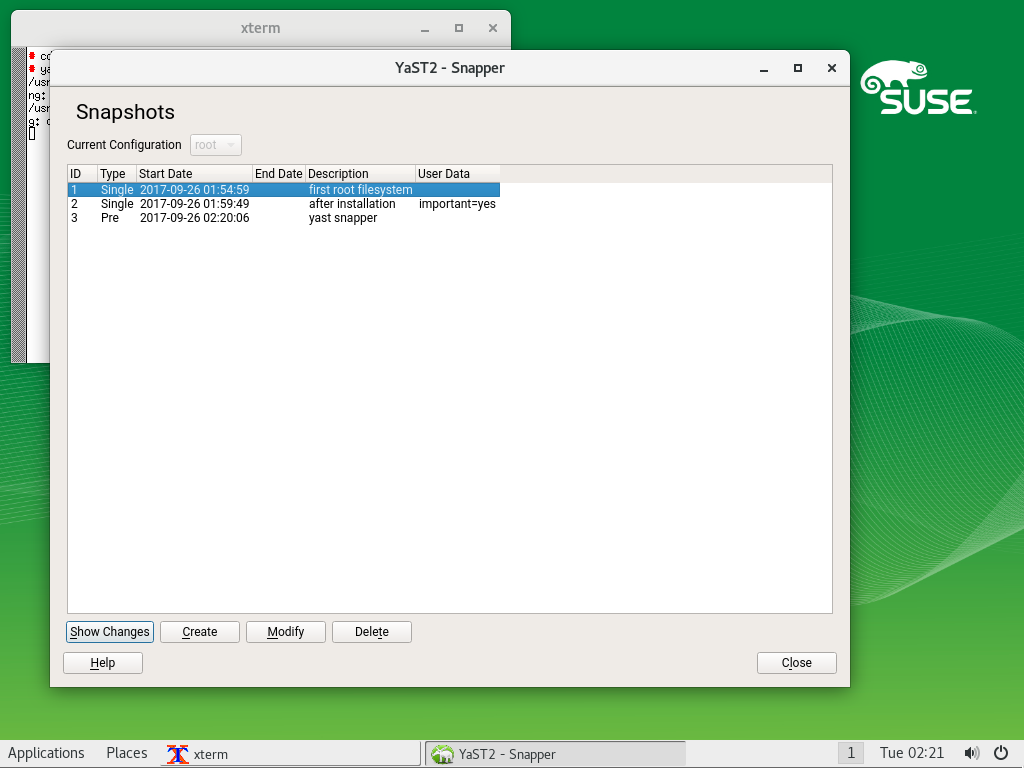 xterm
YaST2 - Snapper
/usr
ng:
/usr
g:
SUSE
Snapshots
Current Configuration root
ID Type Start Date End Date Description User Data
1 Single 2017-09-26 01:54:59 first root filesystem
2 Single 2017-09-26 01:59:49 after installation important=yes
3 Pre 2017-09-26 02:20:06 yast snapper
Show Changes Create Modify Delete
Help Close
Applications Places xterm YaST2 - Snapper 1 Tue 02:21